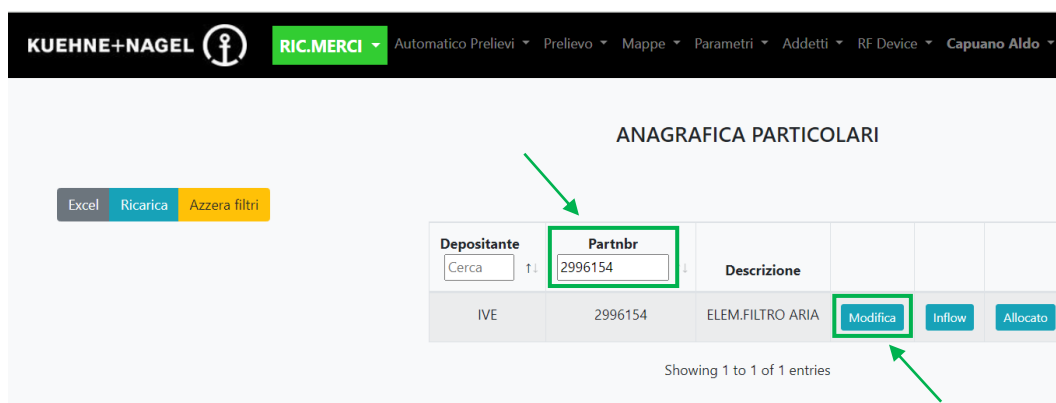 KUEHNE+NAGEL RIC.MERCI Automatico Prelievi Prelievo Mappe Parametri Addetti RF Device Capuano Aldo
ANAGRAFICA PARTICOLARI
Excel Ricarica Azzera filtri
Depositante Partnbr
Cerca 2996154 Descrizione
IVE 2996154 ELEM.FILTRO ARIA Modifica Inflow Allocato
Showing 1 to 1 of 1 entries